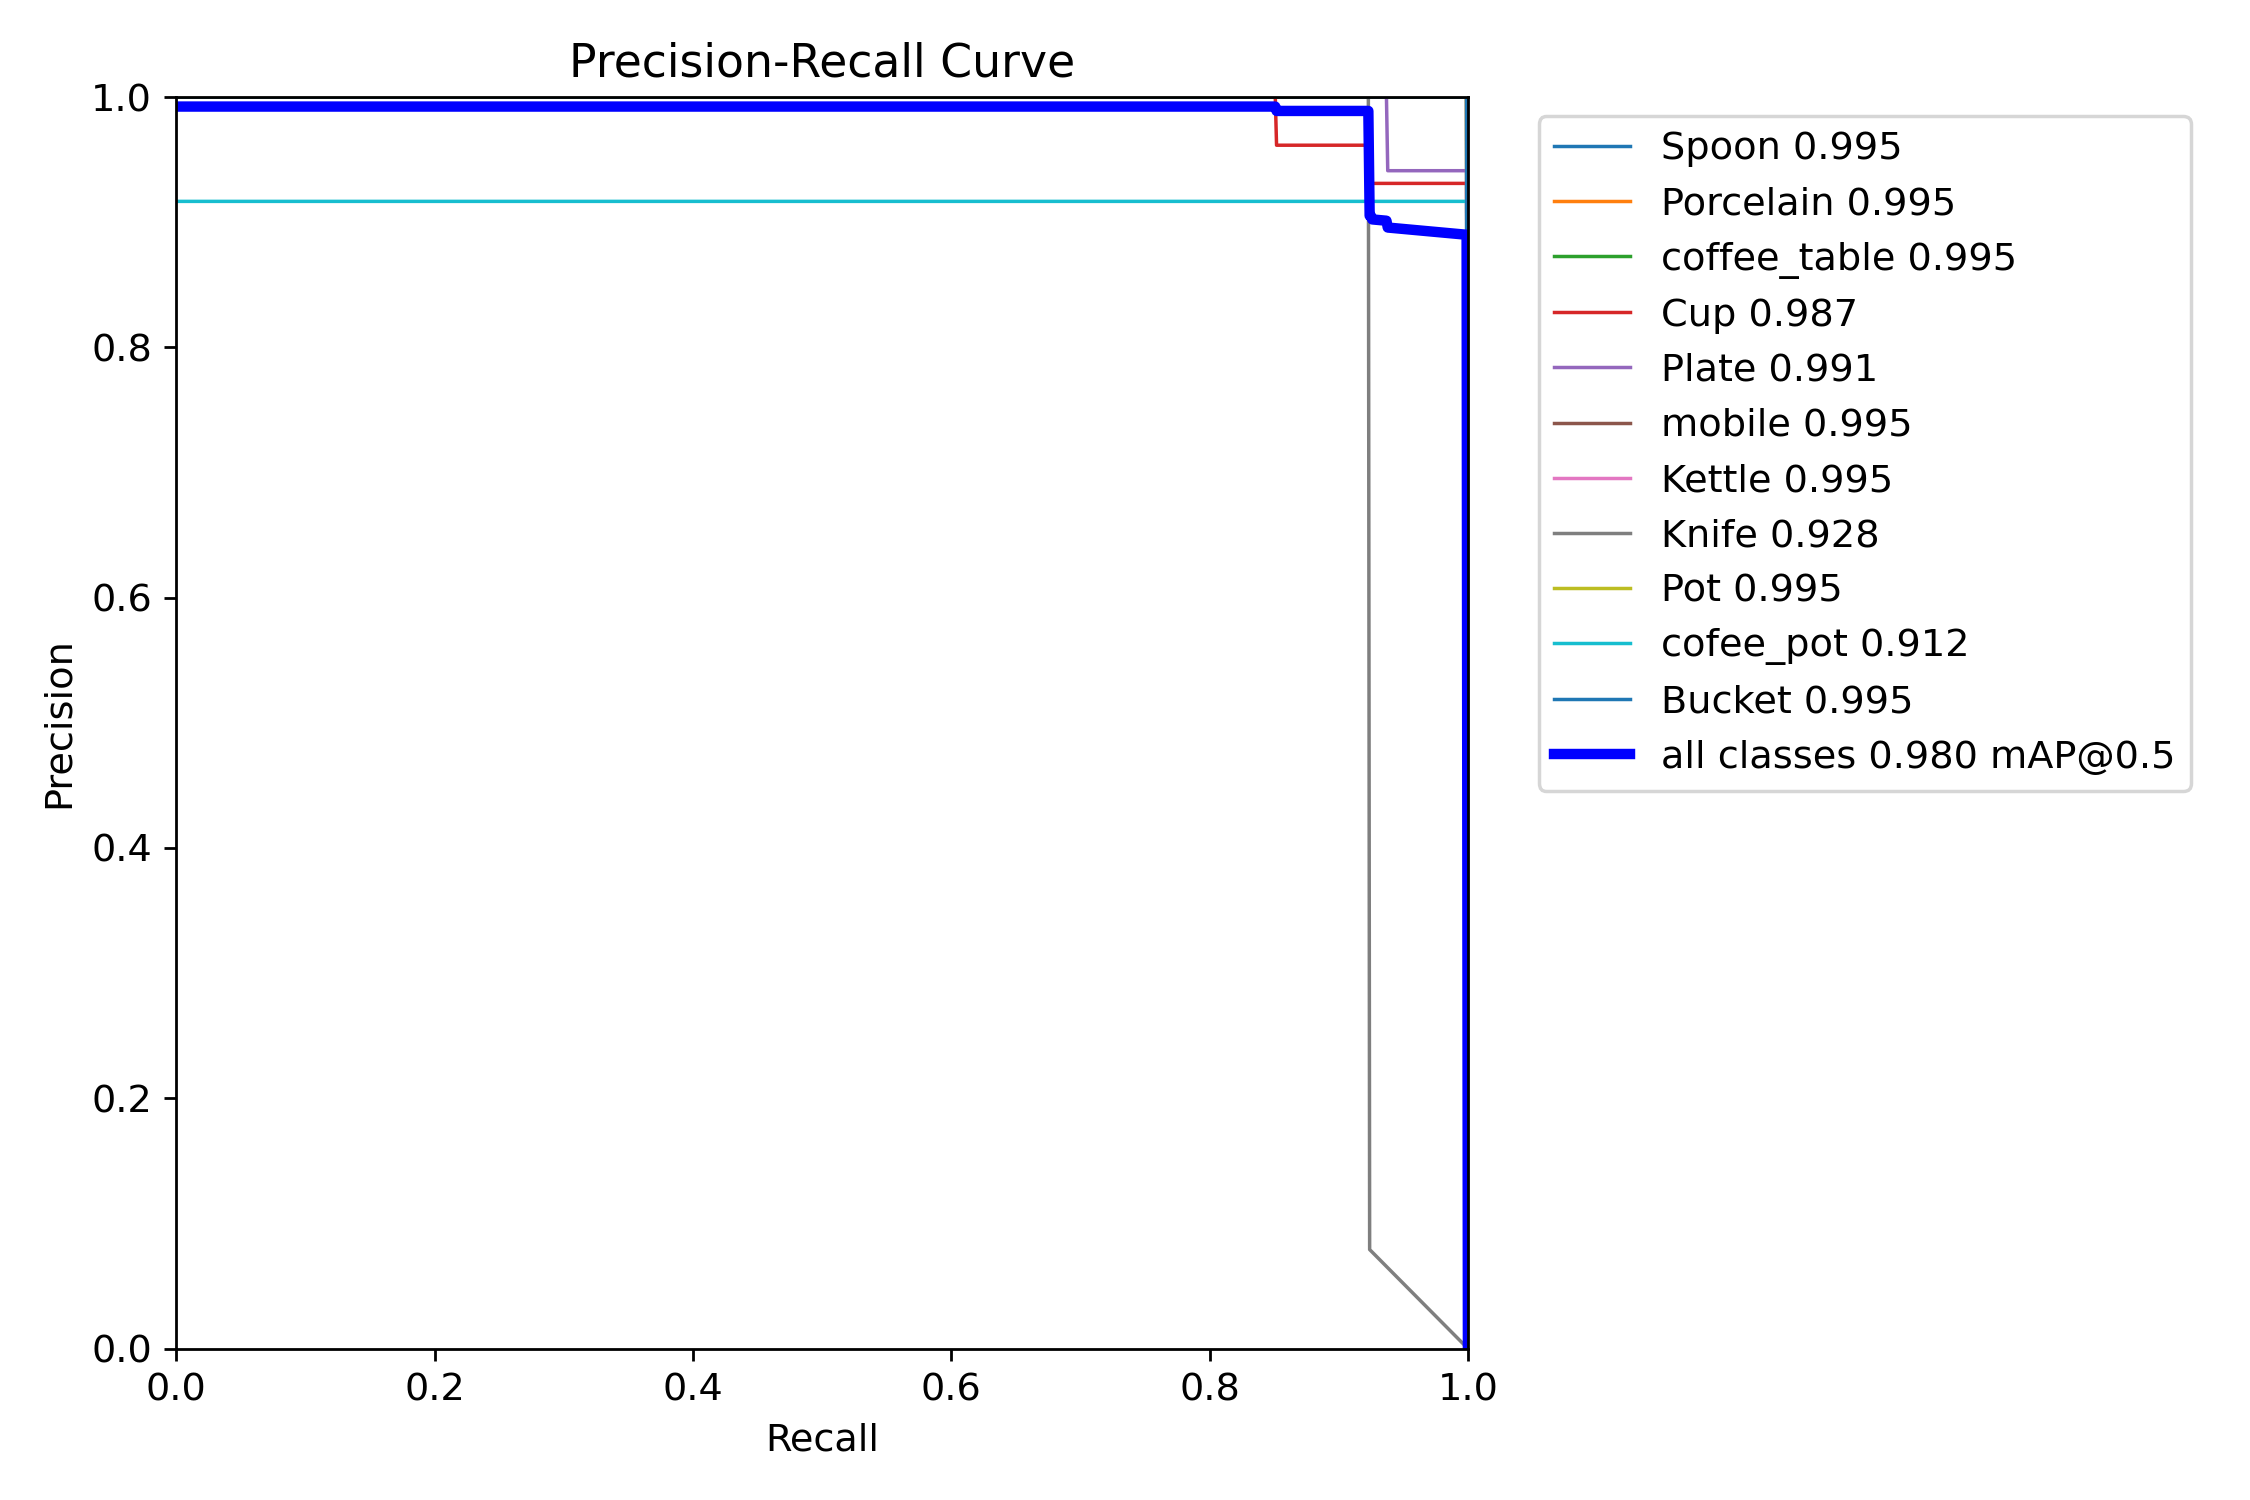 Precision-Recall Curve
1.0
0.8
0.6
0.4
0.2
0.0
Precision
0.0 0.2 0.4 0.6 0.8 1.0
Recall
Spoon 0.995
Porcelain 0.995
coffee_table 0.995
Cup 0.987
Plate 0.991
mobile 0.995
Kettle 0.995
Knife 0.928
Pot 0.995
cofee_pot 0.912
Bucket 0.995
all classes 0.980 mAP@0.5